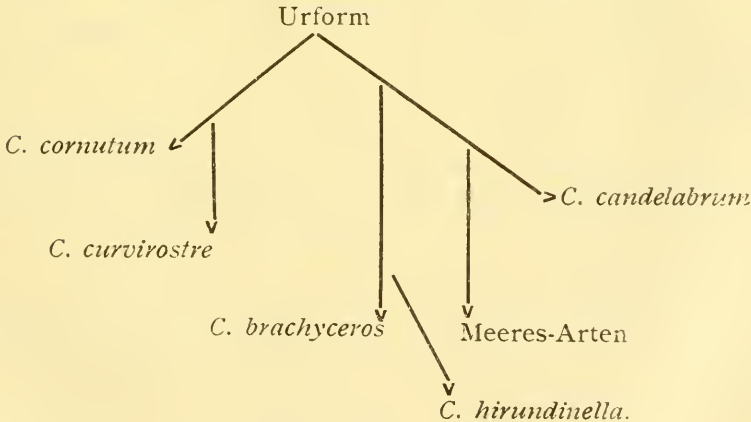 Urform
C. cornutum
C. candelabrum
C. curvirostre
C. brachyceros
Meeres-Arten
C. hirundinella.